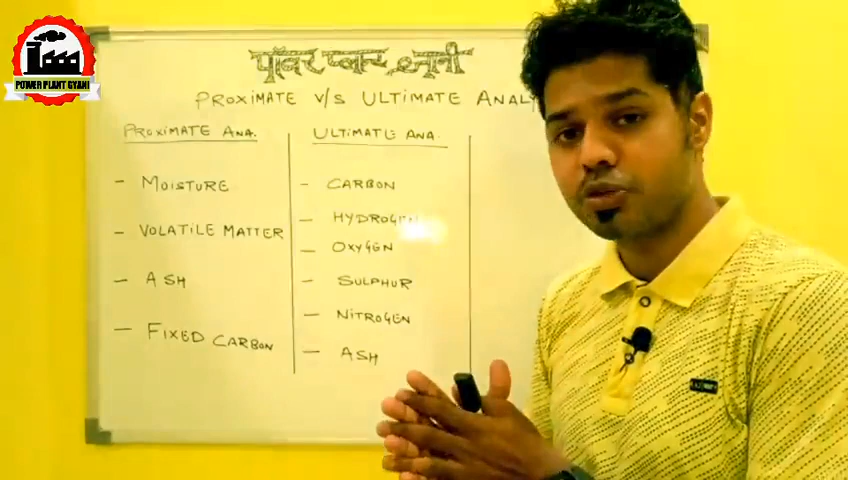 POWER PLANT GYANI
पॉवर प्लान्ट ज्ञानी
PROXIMATE V/S ULTIMATE ANALY
PROXIMATE ANA.
- MOISTURE
- VOLATILE MATTER
- ASH
- FIXED CARBON
ULTIMATE ANA.
- CARBON
- HYDROGEN
- OXYGEN
- SULPHUR
- NITROGEN
- ASH